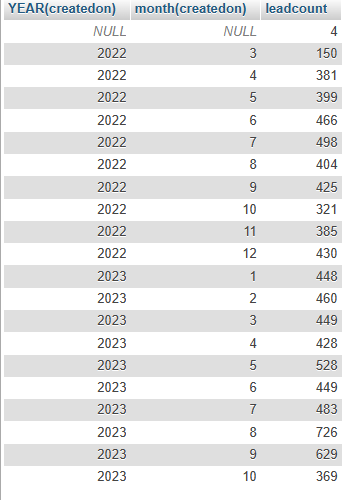 YEAR(createdon) month(createdon) leadcount
NULL NULL 4
2022 3 150
2022 4 381
2022 5 399
2022 6 466
2022 7 498
2022 8 404
2022 9 425
2022 10 321
2022 11 385
2022 12 430
2023 1 448
2023 2 460
2023 3 449
2023 4 428
2023 5 528
2023 6 449
2023 7 483
2023 8 726
2023 9 629
2023 10 369